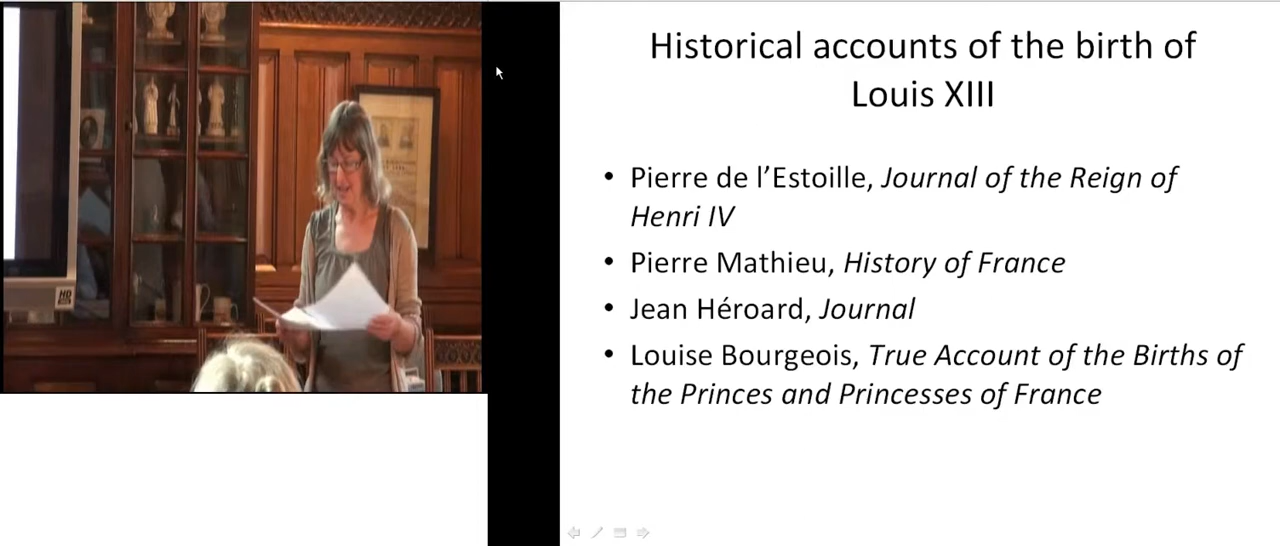 Historical accounts of the birth of
Louis XIII
• Pierre de l’Estoille, Journal of the Reign of
Henri IV
• Pierre Mathieu, History of France
• Jean Héroard, Journal
• Louise Bourgeois, True Account of the Births of
the Princes and Princesses of France
HD